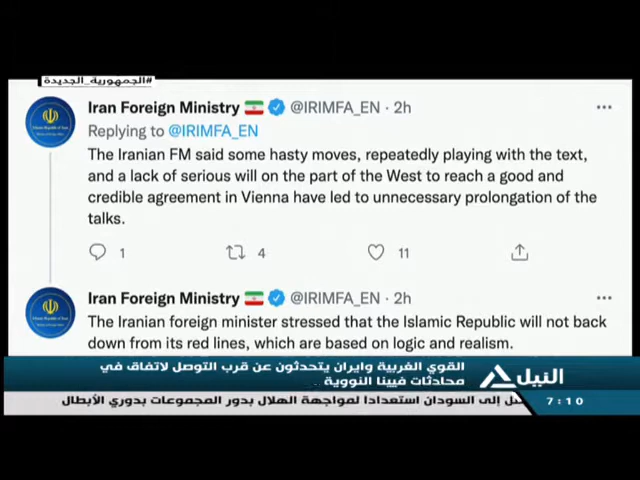 #الجمهورية_الجديدة
Iran Foreign Ministry @IRIMFA_EN · 2h
Replying to @IRIMFA_EN
The Iranian FM said some hasty moves, repeatedly playing with the text,
and a lack of serious will on the part of the West to reach a good and
credible agreement in Vienna have led to unnecessary prolongation of the
talks.
1 4 11
Iran Foreign Ministry @IRIMFA_EN · 2h
The Iranian foreign minister stressed that the Islamic Republic will not back
down from its red lines, which are based on logic and realism.
القوي الغربية وايران يتحدثون عن قرب التوصل لاتفاق في
محادثات فيينا النووية
النيل
إلى السودان استعدادا لمواجهة الهلال بدور المجموعات بدوري الأبطال
7:10